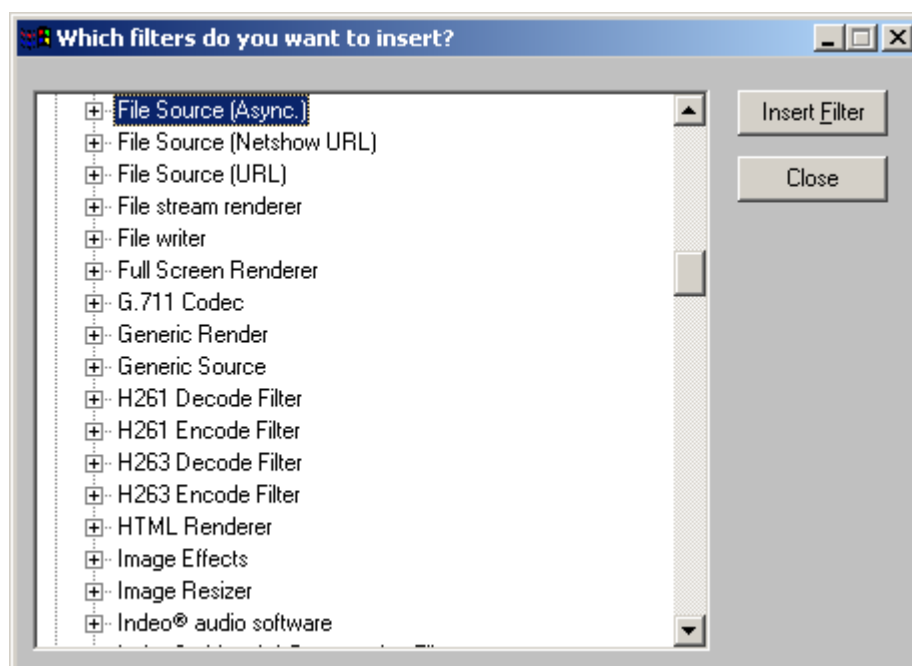 Which filters do you want to insert?
File Source (Async.)
File Source (Netshow URL)
File Source (URL)
File stream renderer
File writer
Full Screen Renderer
G.711 Codec
Generic Render
Generic Source
H261 Decode Filter
H261 Encode Filter
H263 Decode Filter
H263 Encode Filter
HTML Renderer
Image Effects
Image Resizer
Indeo® audio software
Insert Filter
Close